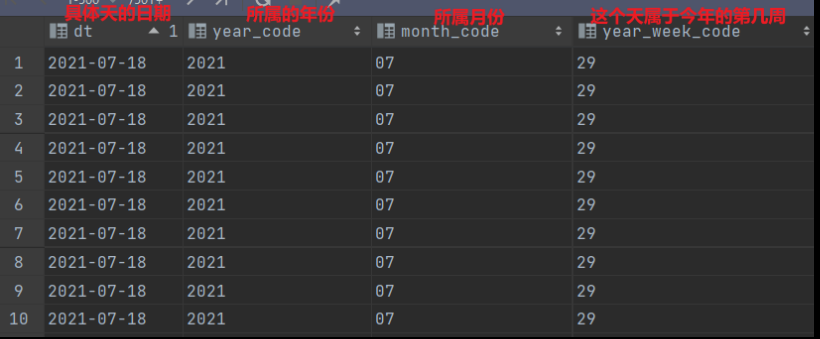 具体天的日期 所属的年份 所属月份 这个天属于今年的第几周
dt 1 year_code month_code year_week_code
1 2021-07-18 2021 07 29
2 2021-07-18 2021 07 29
3 2021-07-18 2021 07 29
4 2021-07-18 2021 07 29
5 2021-07-18 2021 07 29
6 2021-07-18 2021 07 29
7 2021-07-18 2021 07 29
8 2021-07-18 2021 07 29
9 2021-07-18 2021 07 29
10 2021-07-18 2021 07 29